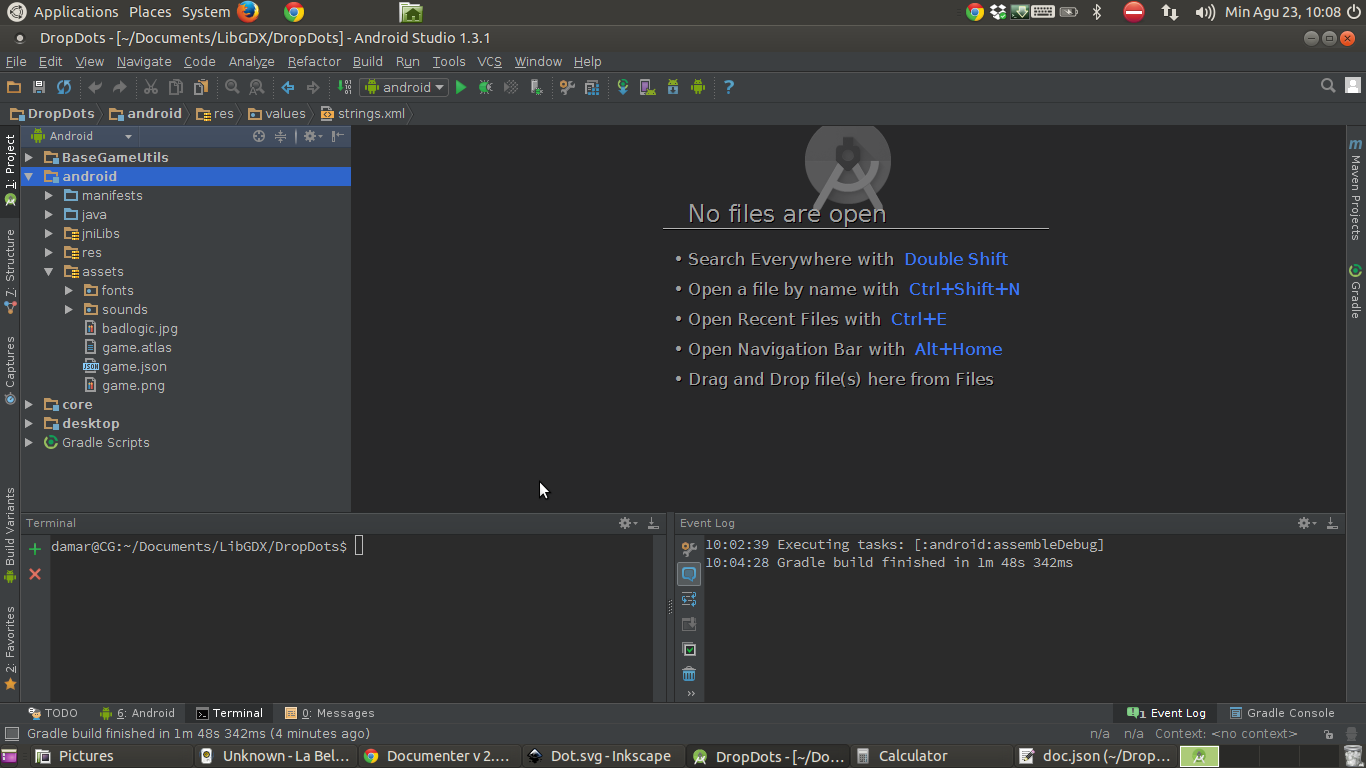 Applications Places System Min Agu 23, 10:08
DropDots - [~/Documents/LibGDX/DropDots] - Android Studio 1.3.1
File Edit View Navigate Code Analyze Refactor Build Run Tools VCS Window Help
android
DropDots android res values strings.xml
Android
1: Project
7: Structure
Captures
Build Variants
2: Favorites
BaseGameUtils
android
manifests
java
jniLibs
res
assets
fonts
sounds
badlogic.jpg
game.atlas
game.json
game.png
core
desktop
Gradle Scripts
No files are open
• Search Everywhere with Double Shift
• Open a file by name with Ctrl+Shift+N
• Open Recent Files with Ctrl+E
• Open Navigation Bar with Alt+Home
• Drag and Drop file(s) here from Files
Maven Projects
Gradle
Terminal
damar@CG:~/Documents/LibGDX/DropDots$
Event Log
10:02:39 Executing tasks: [:android:assembleDebug]
10:04:28 Gradle build finished in 1m 48s 342ms
TODO 6: Android Terminal 0: Messages 1 Event Log Gradle Console
Gradle build finished in 1m 48s 342ms (4 minutes ago) n/a n/a Context: <no context>
Pictures Unknown - La Bel... Documenter v 2.... Dot.svg - Inkscape DropDots - [~/Do... Calculator doc.json (~/Drop...